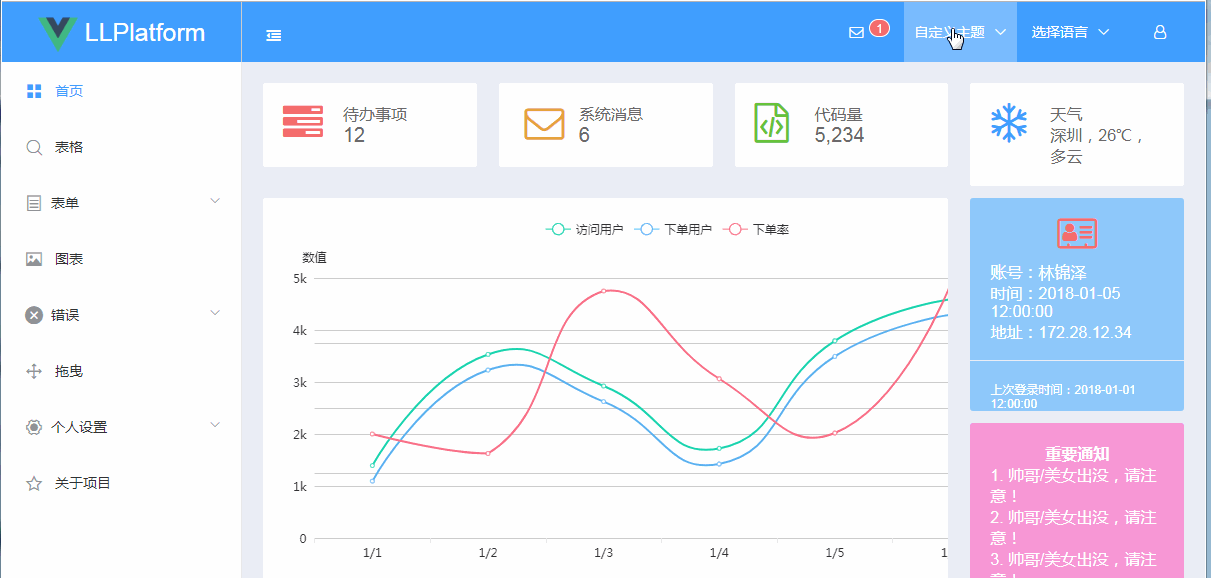 LLPlatform
1
自定义主题
选择语言
首页
表格
表单
图表
错误
拖曳
个人设置
关于项目
待办事项
12
系统消息
6
代码量
5,234
天气
深圳，26℃，
多云
访问用户 下单用户 下单率
数值
5k
4k
3k
2k
1k
0
1/1 1/2 1/3 1/4 1/5
账号：林锦泽
时间：2018-01-05
12:00:00
地址：172.28.12.34
上次登录时间：2018-01-01
12:00:00
重要通知
1. 帅哥/美女出没，请注
意！
2. 帅哥/美女出没，请注
意！
3. 帅哥/美女出没，请注